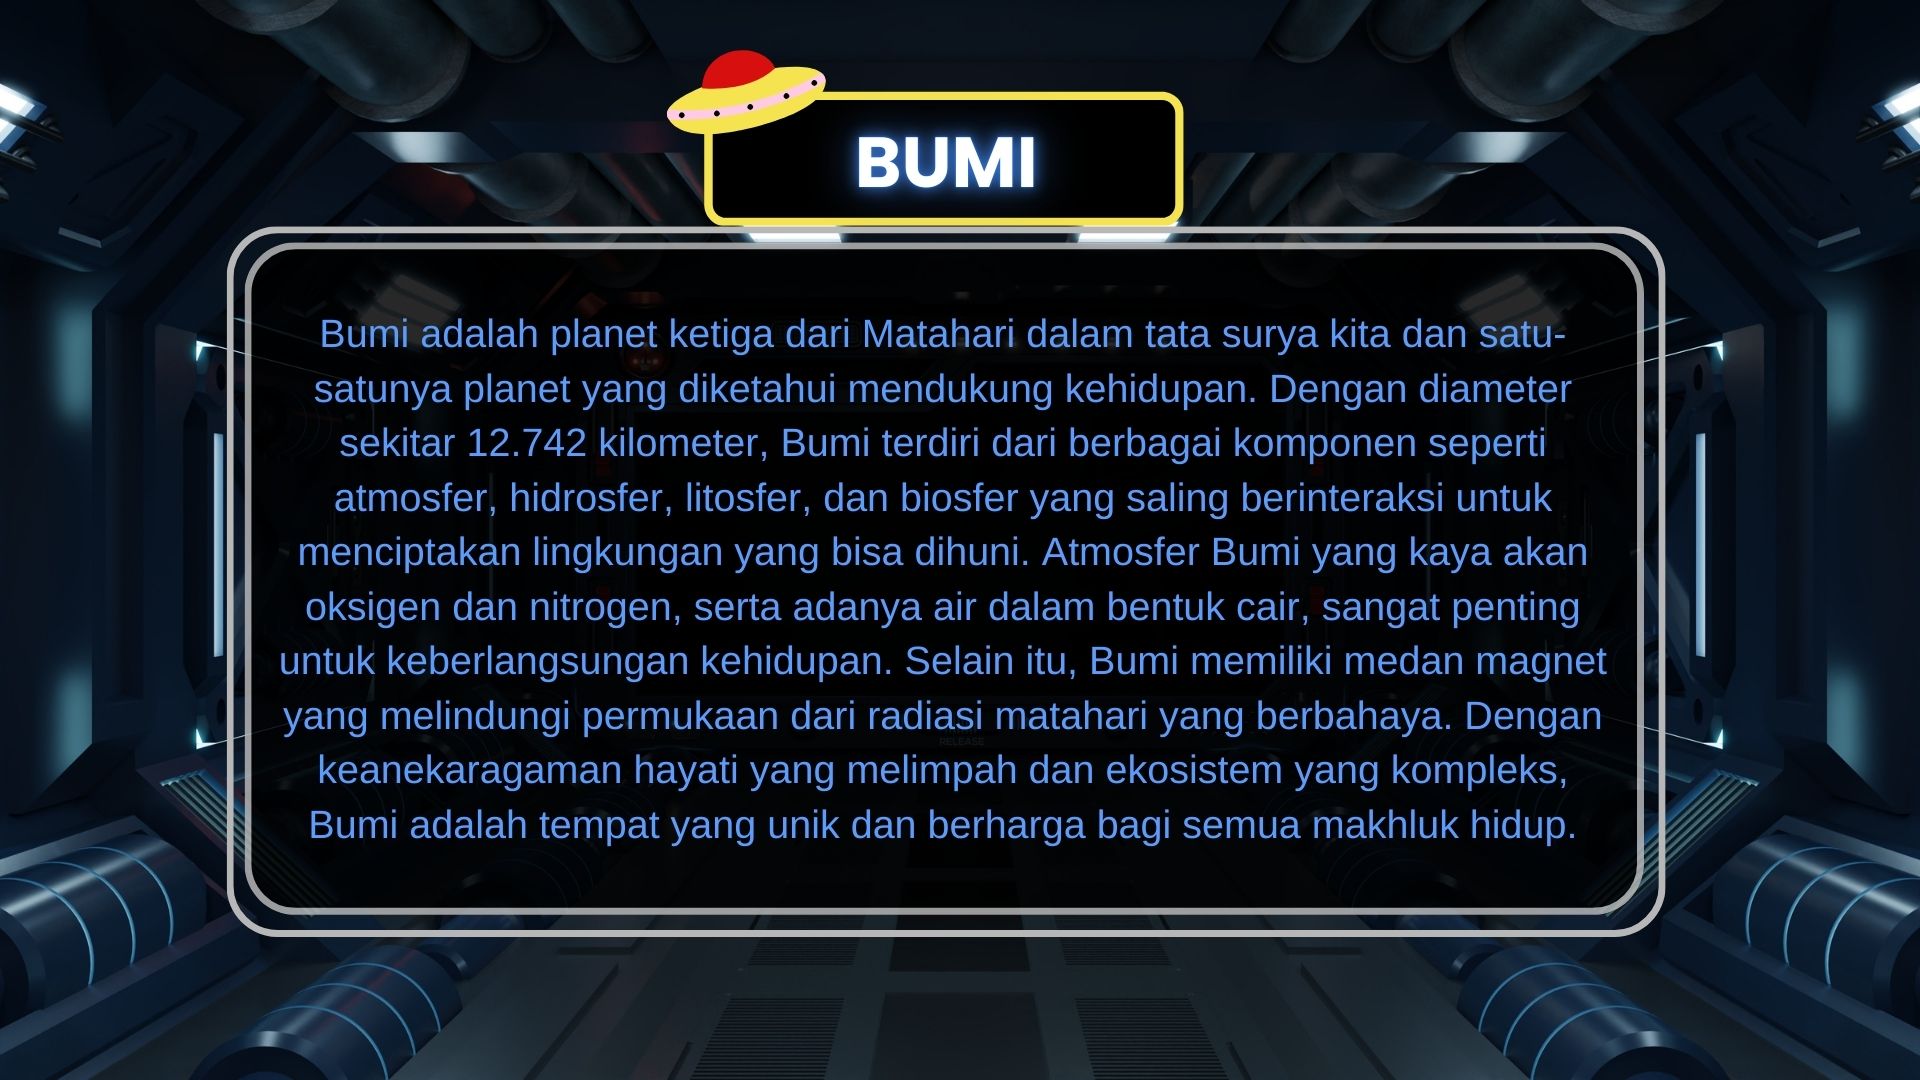 BUMI
Bumi adalah planet ketiga dari Matahari dalam tata surya kita dan satu-
satunya planet yang diketahui mendukung kehidupan. Dengan diameter
sekitar 12.742 kilometer, Bumi terdiri dari berbagai komponen seperti
atmosfer, hidrosfer, litosfer, dan biosfer yang saling berinteraksi untuk
menciptakan lingkungan yang bisa dihuni. Atmosfer Bumi yang kaya akan
oksigen dan nitrogen, serta adanya air dalam bentuk cair, sangat penting
untuk keberlangsungan kehidupan. Selain itu, Bumi memiliki medan magnet
yang melindungi permukaan dari radiasi matahari yang berbahaya. Dengan
RELEASE
keanekaragaman hayati yang melimpah dan ekosistem yang kompleks,
Bumi adalah tempat yang unik dan berharga bagi semua makhluk hidup.